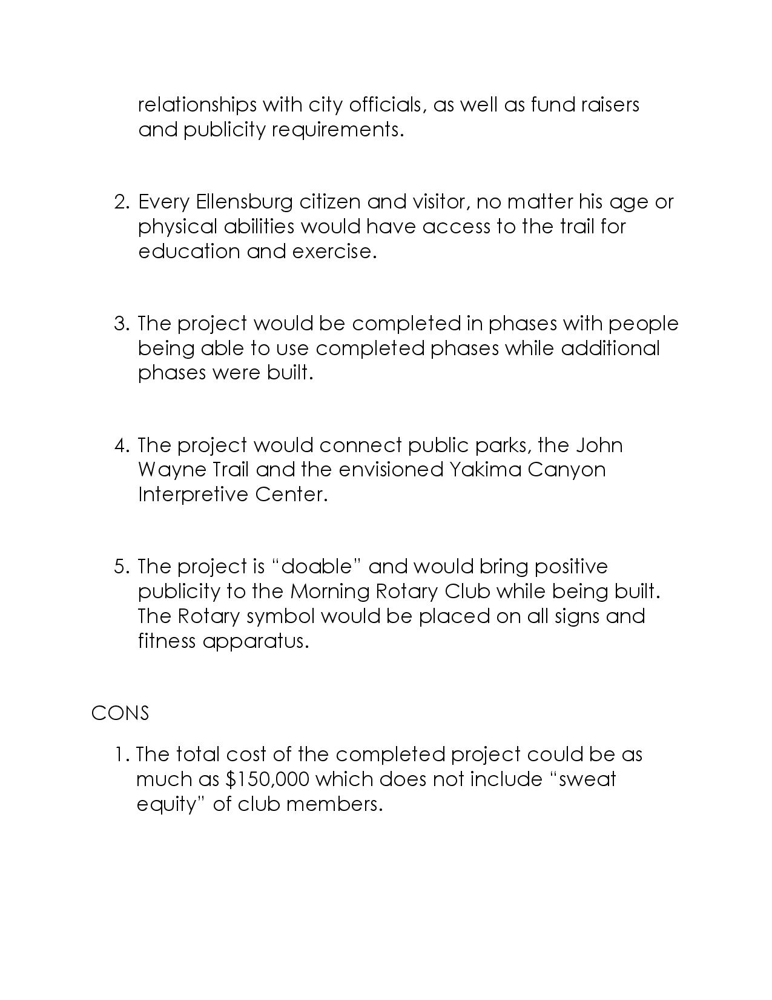 relationships with city officials, as well as fund raisers
and publicity requirements.
2. Every Ellensburg citizen and visitor, no matter his age or
physical abilities would have access to the trail for
education and exercise.
3. The project would be completed in phases with people
being able to use completed phases while additional
phases were built.
4. The project would connect public parks, the John
Wayne Trail and the envisioned Yakima Canyon
Interpretive Center.
5. The project is “doable” and would bring positive
publicity to the Morning Rotary Club while being built.
The Rotary symbol would be placed on all signs and
fitness apparatus.
CONS
1. The total cost of the completed project could be as
much as $150,000 which does not include “sweat
equity” of club members.